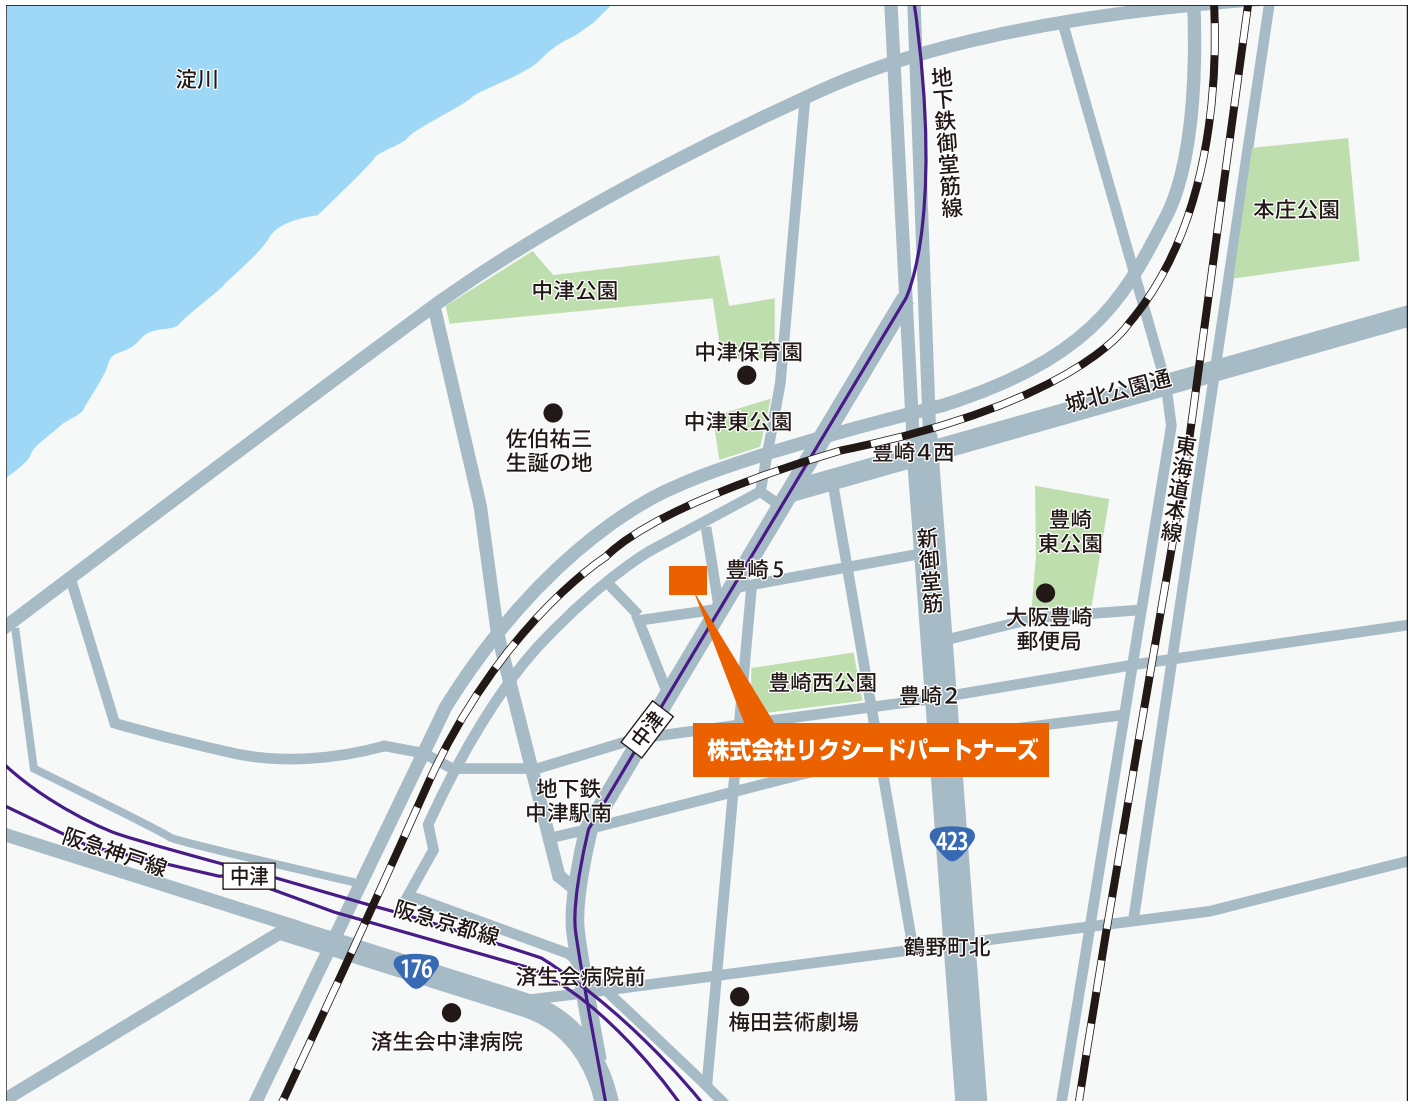 淀川
地下鉄御堂筋線
本庄公園
中津公園
中津保育園
城北公園通
中津東公園
佐伯祐三
生誕の地
豊崎4西
東海道本線
豊崎
東公園
新御堂筋
豊崎5
大阪豊崎
郵便局
豊崎西公園
豊崎2
中津
株式会社リクシードパートナーズ
地下鉄
中津駅南
423
阪急神戸線
中津
阪急京都線
鶴野町北
176
済生会病院前
梅田芸術劇場
済生会中津病院